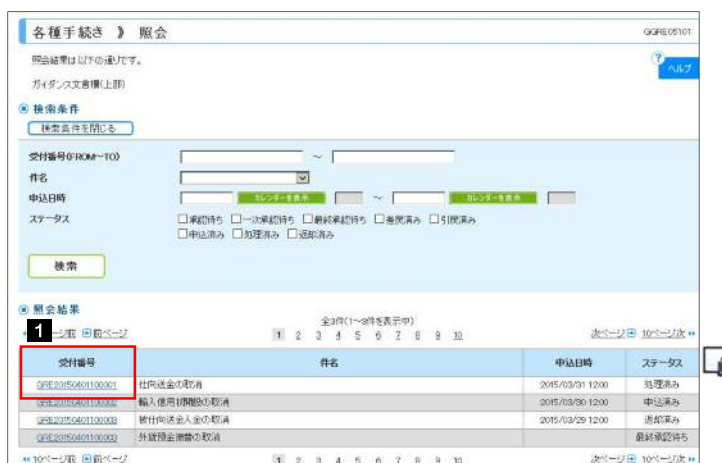 各種手続き 》 照会
GGRE05101
照会結果は以下の通りです。
? ヘルプ
ガイダンス文言欄(上部)
検索条件
検索条件を閉じる
受付番号(FROM～TO) ～
件名
申込日時 カレンダーを表示 ～ カレンダーを表示
ステータス 承認待ち 一次承認待ち 最終承認待ち 差戻済み 引戻済み
申込済み 処理済み 返却済み
検索
照会結果
全3件(1～3件を表示中)
1 ページ前 前ページ 1 2 3 4 5 6 7 8 9 10 次ページ 10ページ次
受付番号 件名 申込日時 ステータス
GRE20150401100001 仕向送金の取消 2015/03/31 12:00 処理済み
GRE20150401100002 輸入信用状開設の取消 2015/03/30 12:00 申込済み
GRE20150401100003 被仕向送金入金の取消 2015/03/29 12:00 返却済み
GRE20150401100003 外貨預金振替の取消 最終承認待ち
10ページ前 前ページ 1 2 3 4 5 6 7 8 9 10 次ページ 10ページ次